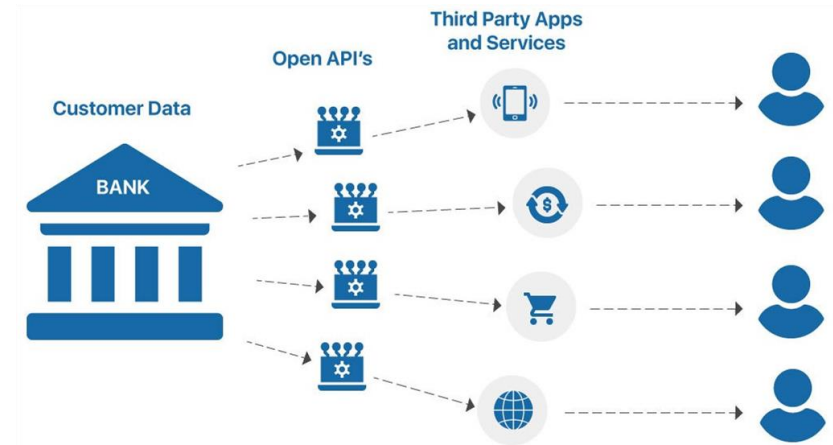 Third Party Apps
and Services
Open API's
Customer Data
BANK
$